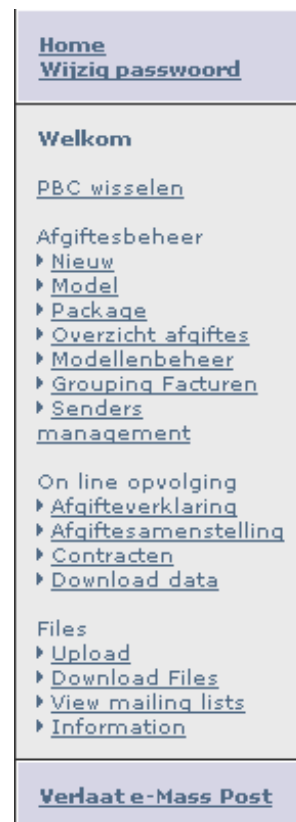 Home
Wijzig passwoord
Welkom
PBC wisselen
Afgiftesbeheer
Nieuw
Model
Package
Overzicht afgiftes
Modellenbeheer
Grouping Facturen
Senders
management
On line opvolging
Afgifteverklaring
Afgiftesamenstelling
Contracten
Download data
Files
Upload
Download Files
View mailing lists
Information
Verlaat e-Mass Post